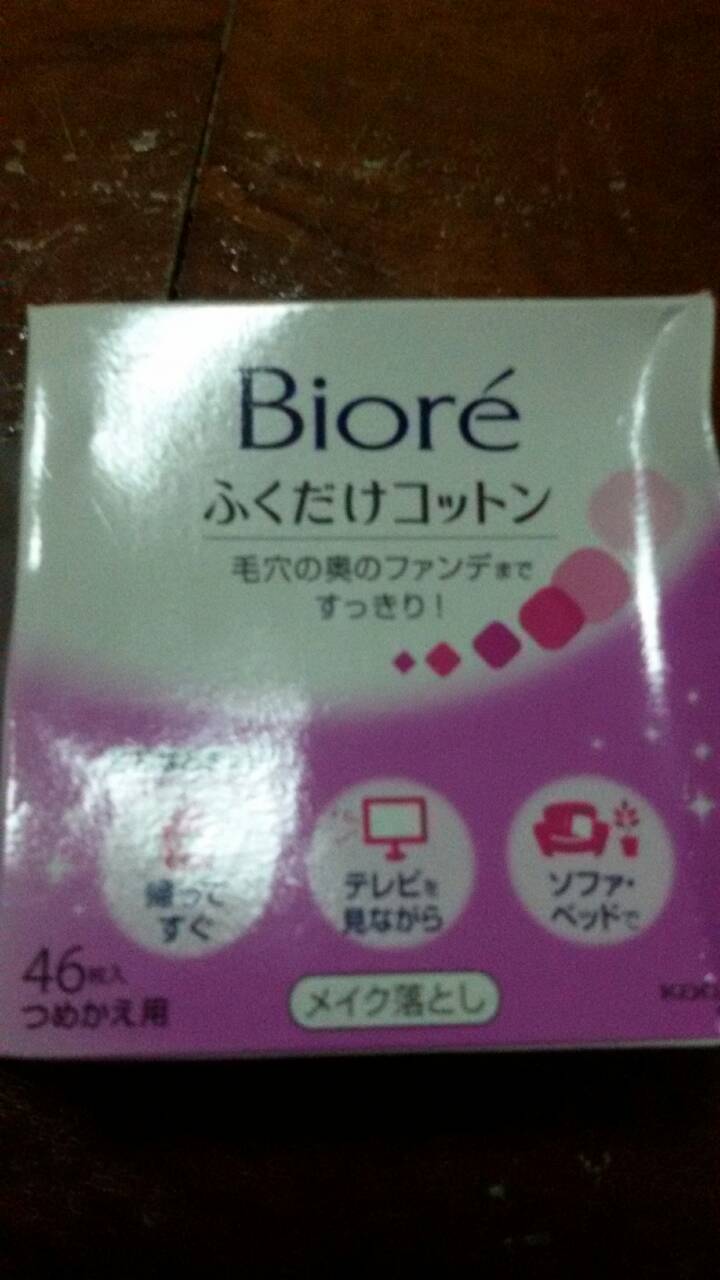 Bioré
ふくだけコットン
毛穴の奥のファンデまで
すっきり!
帰って
すぐ
テレビを
見ながら
ソファ・
ベッドで
46枚入
つめかえ用
メイク落とし